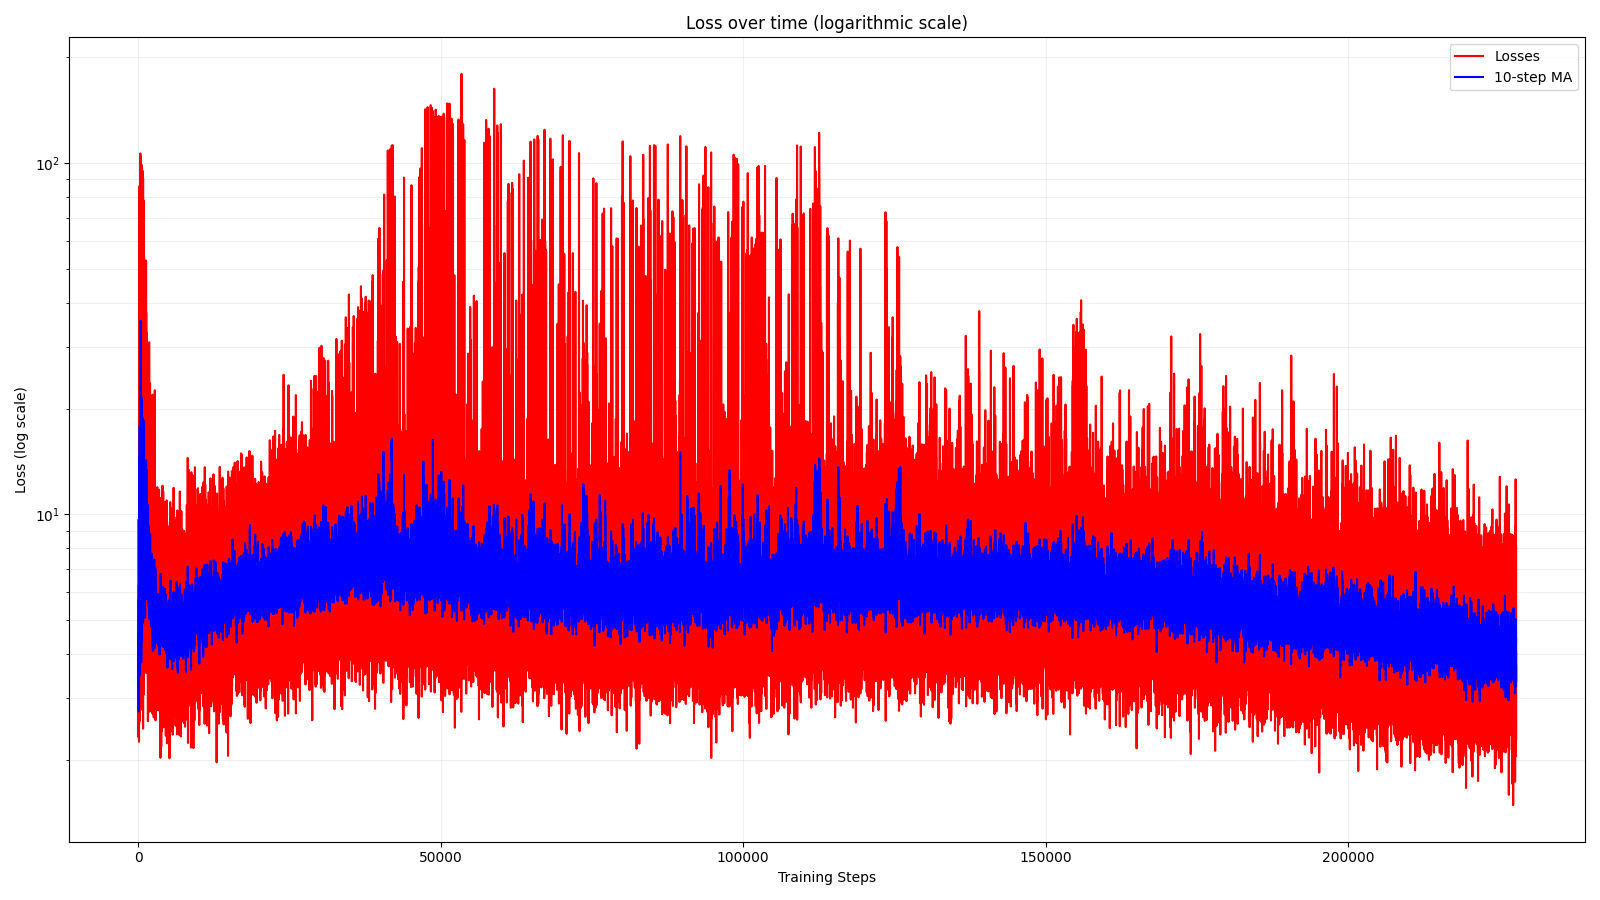 Loss over time (logarithmic scale)
Losses
10-step MA
Loss (log scale)
10²
10¹
0
50000
100000
150000
200000
Training Steps